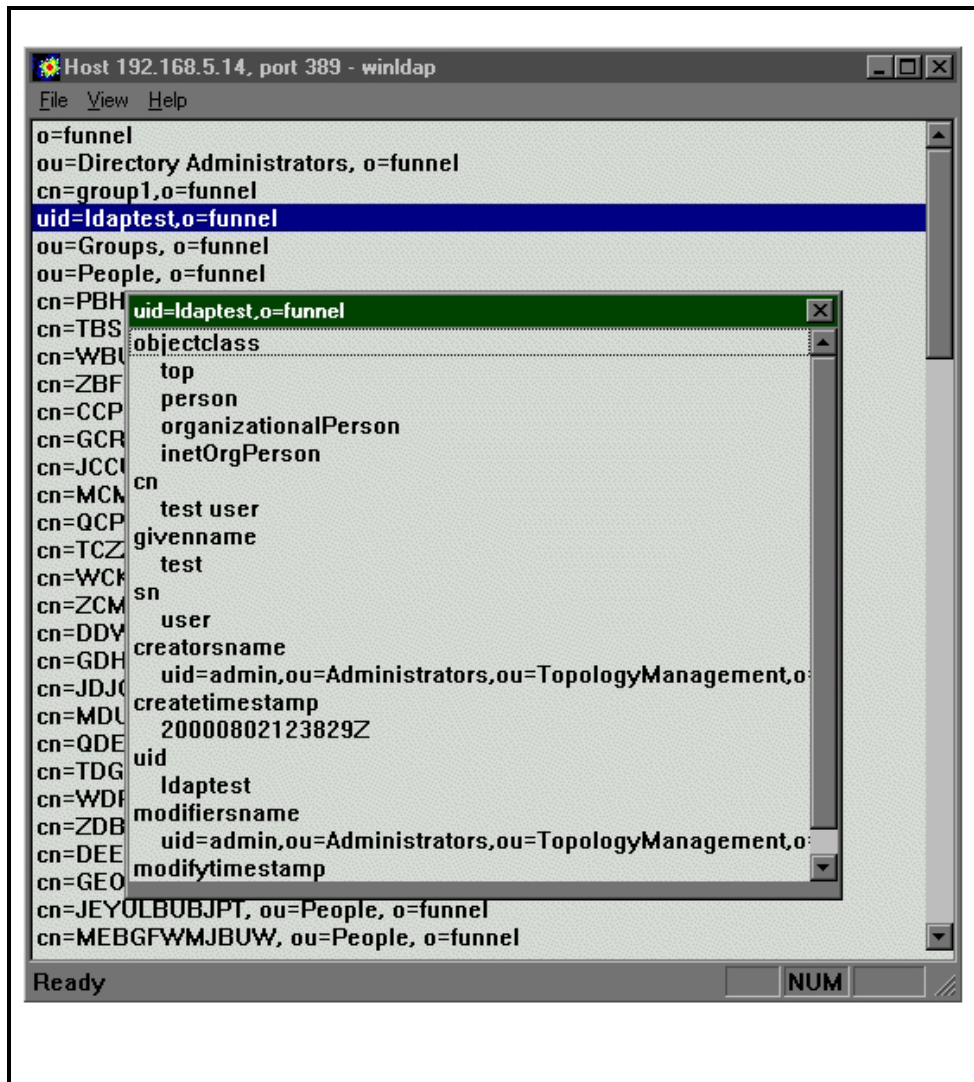 Host 192.168.5.14, port 389 - winldap
File View Help
o=funnel
ou=Directory Administrators, o=funnel
cn=group1,o=funnel
uid=ldaptest,o=funnel
ou=Groups, o=funnel
ou=People, o=funnel
cn=PBH
cn=TBS
cn=WBU
cn=ZBF
cn=CCP
cn=GCR
cn=JCCU
cn=MCM
cn=QCP
cn=TCZ
cn=WCK
cn=ZCM
cn=DDW
cn=GDH
cn=MDU
cn=QDE
cn=TDG
cn=ZDB
cn=DEE
cn=GEO
cn=JEYULBUBJPT, ou=People, o=funnel
cn=MEBGFWMJBUW, ou=People, o=funnel
uid=ldaptest,o=funnel
objectclass
top
person
organizationalPerson
inetOrgPerson
cn
test user
givenname
test
sn
user
creatorsname
uid=admin,ou=Administrators,ou=TopologyManagement,o
createtimestamp
20000802123829Z
uid
ldaptest
modifiersname
uid=admin,ou=Administrators,ou=TopologyManagement,o
modifytimestamp
Ready
NUM